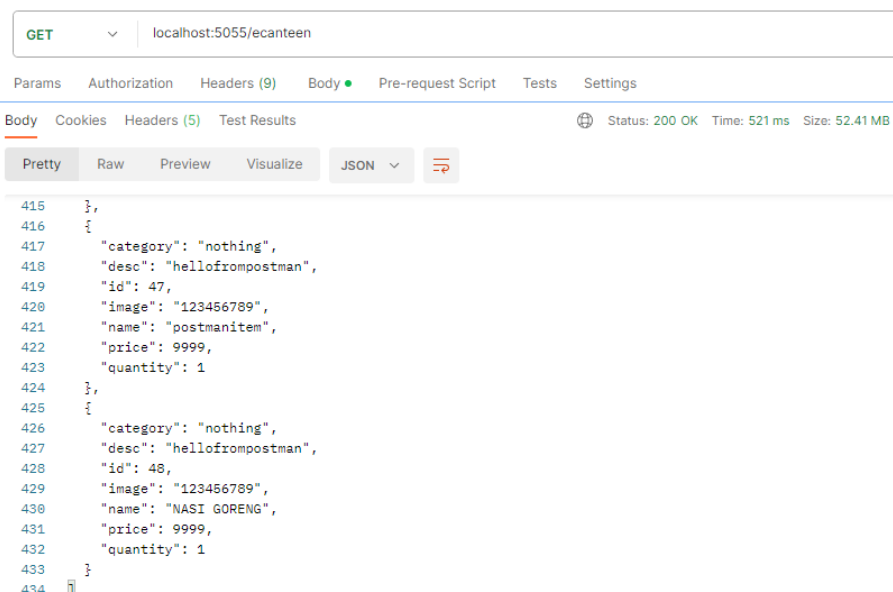 GET localhost:5055/ecanteen
Params Authorization Headers (9) Body Pre-request Script Tests Settings
Body Cookies Headers (5) Test Results Status: 200 OK Time: 521 ms Size: 52.41 MB
Pretty Raw Preview Visualize JSON
415 },
416 {
417 "category": "nothing",
418 "desc": "hellofrompostman",
419 "id": 47,
420 "image": "123456789",
421 "name": "postmanitem",
422 "price": 9999,
423 "quantity": 1
424 },
425 {
426 "category": "nothing",
427 "desc": "hellofrompostman",
428 "id": 48,
429 "image": "123456789",
430 "name": "NASI GORENG",
431 "price": 9999,
432 "quantity": 1
433 }
434 ]